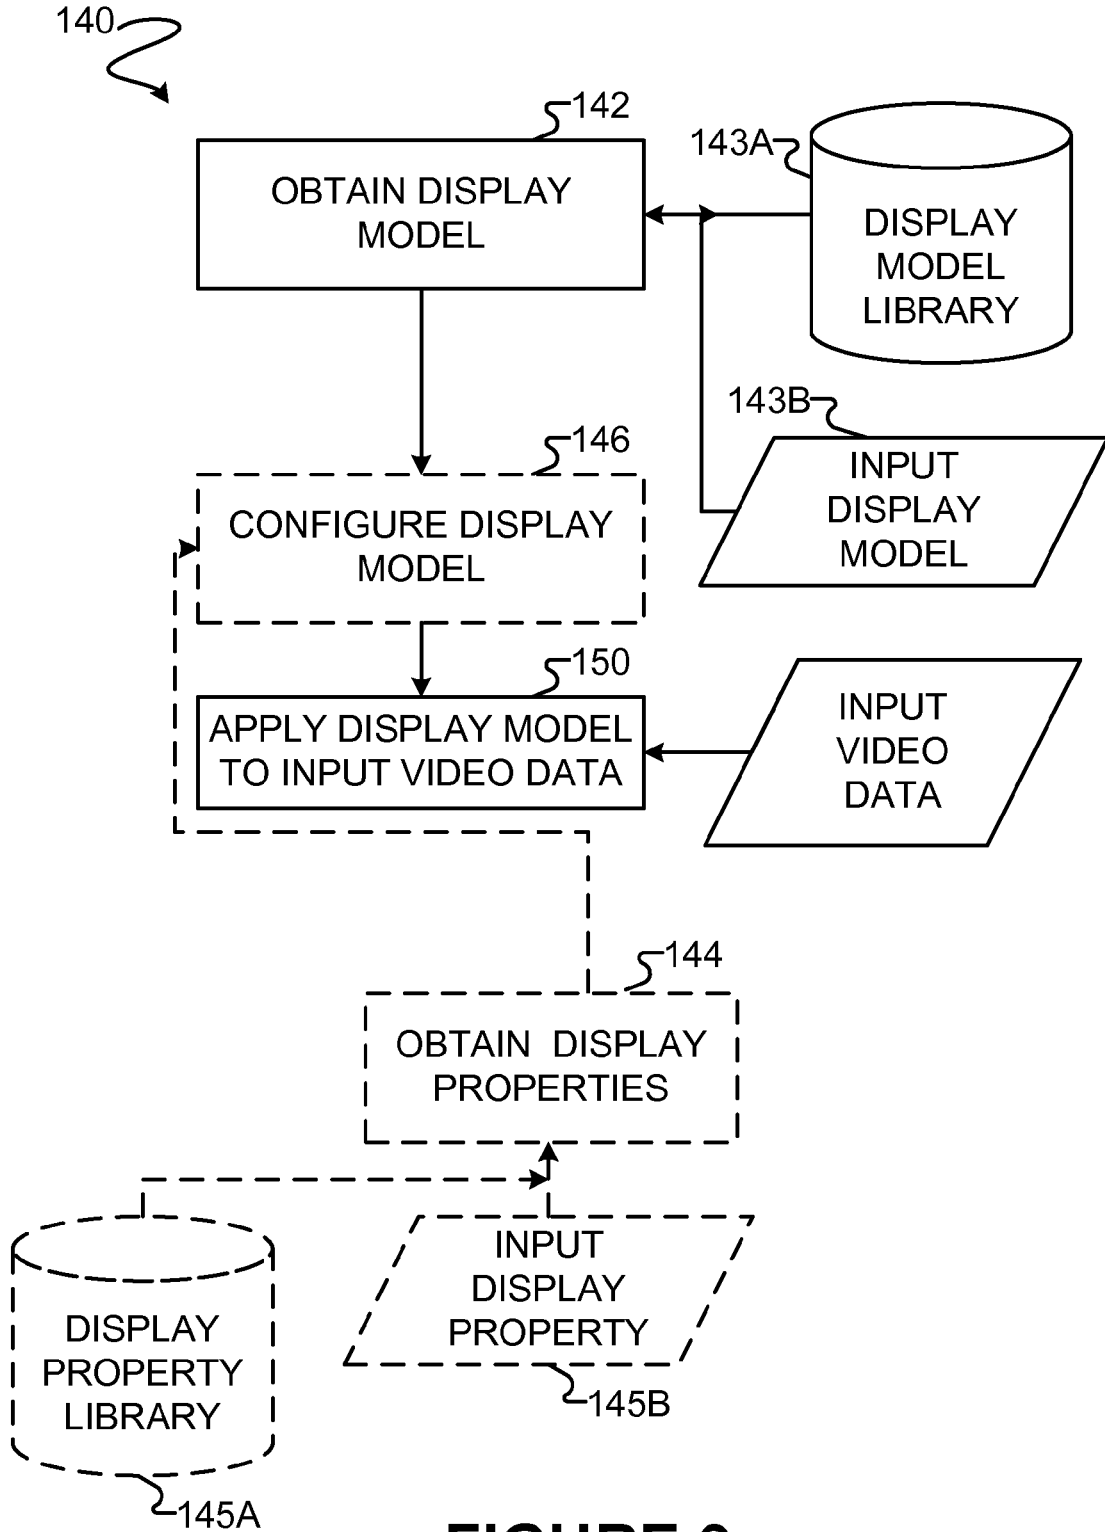 140
142
OBTAIN DISPLAY
MODEL
143A
DISPLAY
MODEL
LIBRARY
143B
INPUT
DISPLAY
MODEL
146
CONFIGURE DISPLAY
MODEL
150
APPLY DISPLAY MODEL
TO INPUT VIDEO DATA
INPUT
VIDEO
DATA
144
OBTAIN DISPLAY
PROPERTIES
INPUT
DISPLAY
PROPERTY
145B
DISPLAY
PROPERTY
LIBRARY
145A
FIGURE